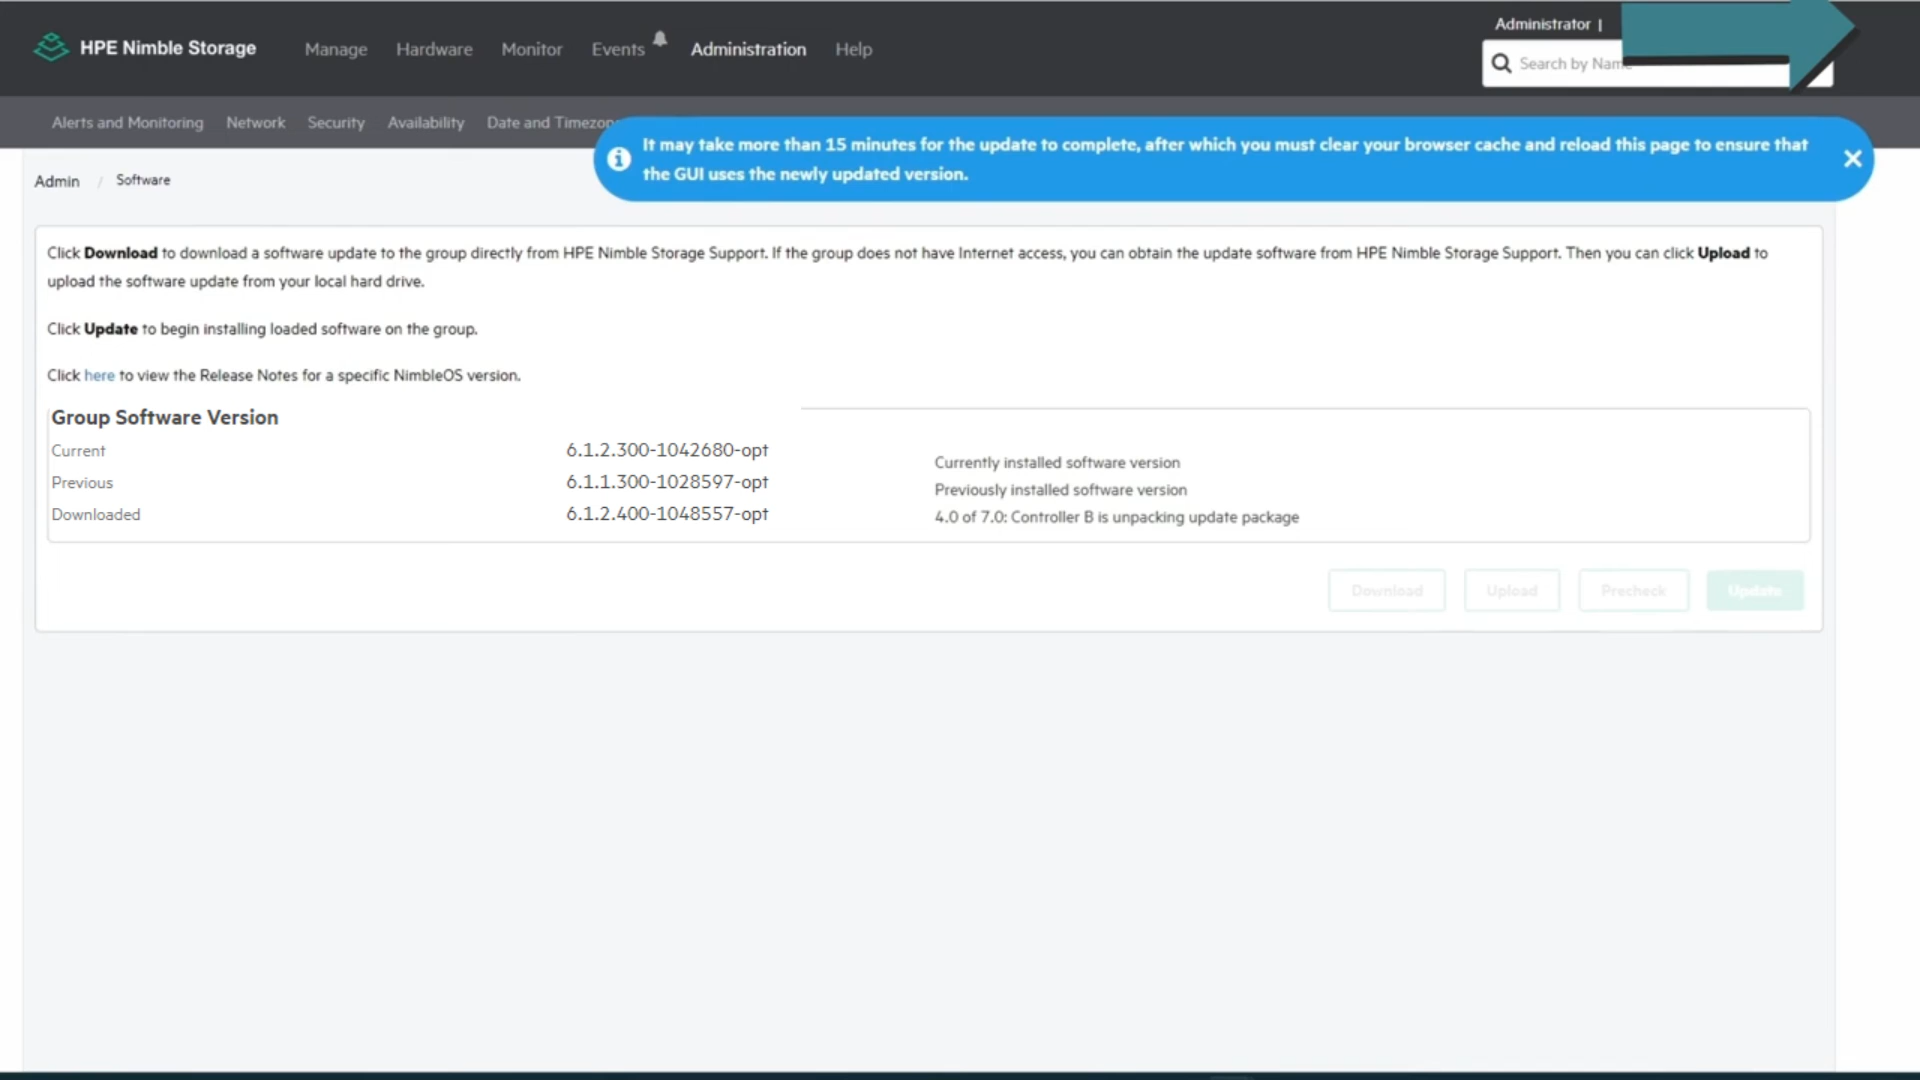 HPE Nimble Storage
Manage
Hardware
Monitor
Events
Administration
Help
Administrator |
Search by Name
Alerts and Monitoring
Network
Security
Availability
Date and Timezon
It may take more than 15 minutes for the update to complete, after which you must clear your browser cache and reload this page to ensure that
the GUI uses the newly updated version.
Admin / Software
Click Download to download a software update to the group directly from HPE Nimble Storage Support. If the group does not have Internet access, you can obtain the update software from HPE Nimble Storage Support. Then you can click Upload to
upload the software update from your local hard drive.
Click Update to begin installing loaded software on the group.
Click here to view the Release Notes for a specific NimbleOS version.
Group Software Version
Current 6.1.2.300-1042680-opt Currently installed software version
Previous 6.1.1.300-1028597-opt Previously installed software version
Downloaded 6.1.2.400-1048557-opt 4.0 of 7.0: Controller B is unpacking update package
Download
Upload
Precheck
Update